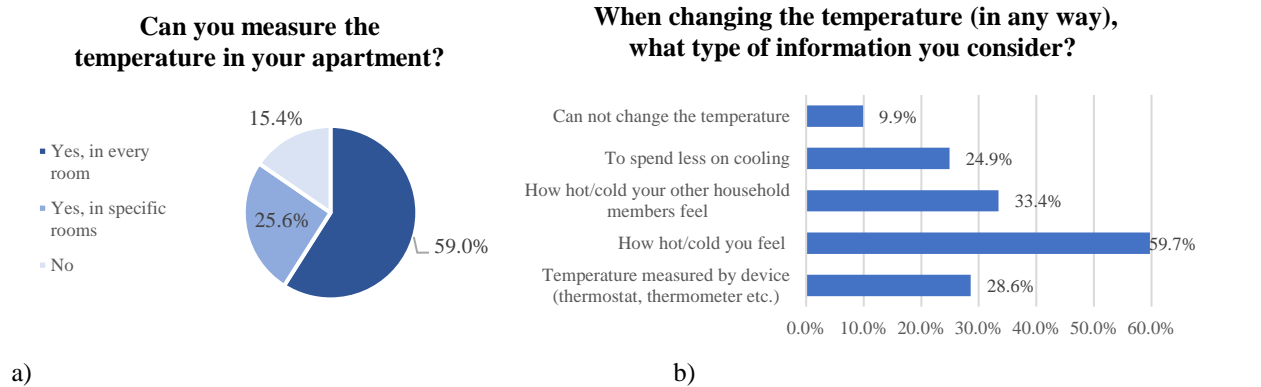 Can you measure the
temperature in your apartment?
15.4%
Yes, in every
room
Yes, in specific
rooms
No
25.6%
59.0%
a)
When changing the temperature (in any way),
what type of information you consider?
Can not change the temperature
9.9%
To spend less on cooling
24.9%
How hot/cold your other household
members feel
33.4%
How hot/cold you feel
59.7%
Temperature measured by device
(thermostat, thermometer etc.)
28.6%
0.0% 10.0% 20.0% 30.0% 40.0% 50.0% 60.0%
b)